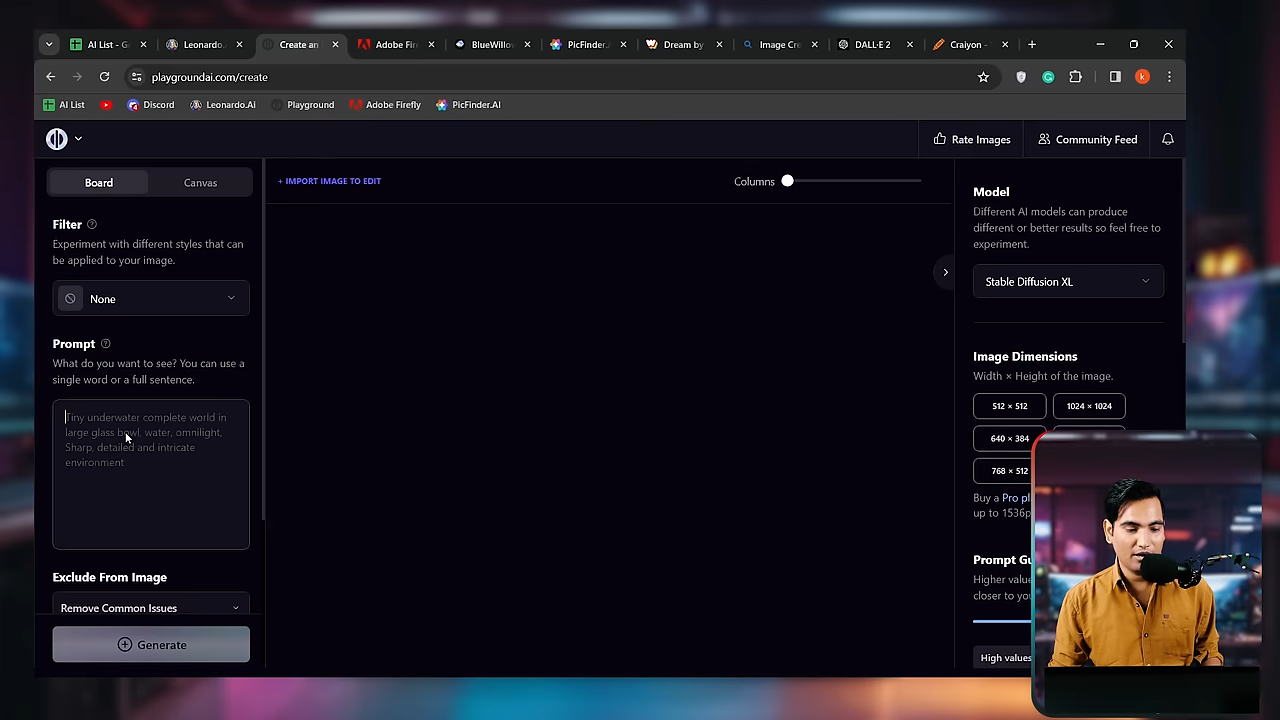 AI List - G
Leonardo.
Create an
Adobe Fir
BlueWillo
PicFinder.
Dream by
Image Cre
DALL·E 2
Craiyon -
playgroundai.com/create
AI List
Discord
Leonardo.Ai
Playground
Adobe Firefly
PicFinder.AI
Rate Images
Community Feed
Board
Canvas
+ IMPORT IMAGE TO EDIT
Columns
Filter
Experiment with different styles that can
be applied to your image.
None
Prompt
What do you want to see? You can use a
single word or a full sentence.
Tiny underwater complete world in
large glass bowl, water, omnilight,
Sharp, detailed and intricate
environment
Exclude From Image
Remove Common Issues
Generate
Model
Different AI models can produce
different or better results so feel free to
experiment.
Stable Diffusion XL
Image Dimensions
Width × Height of the image.
512 × 512
1024 × 1024
640 × 384
768 × 512
Buy a Pro pl
up to 1536p
Prompt Gu
Higher value
closer to yo
High values